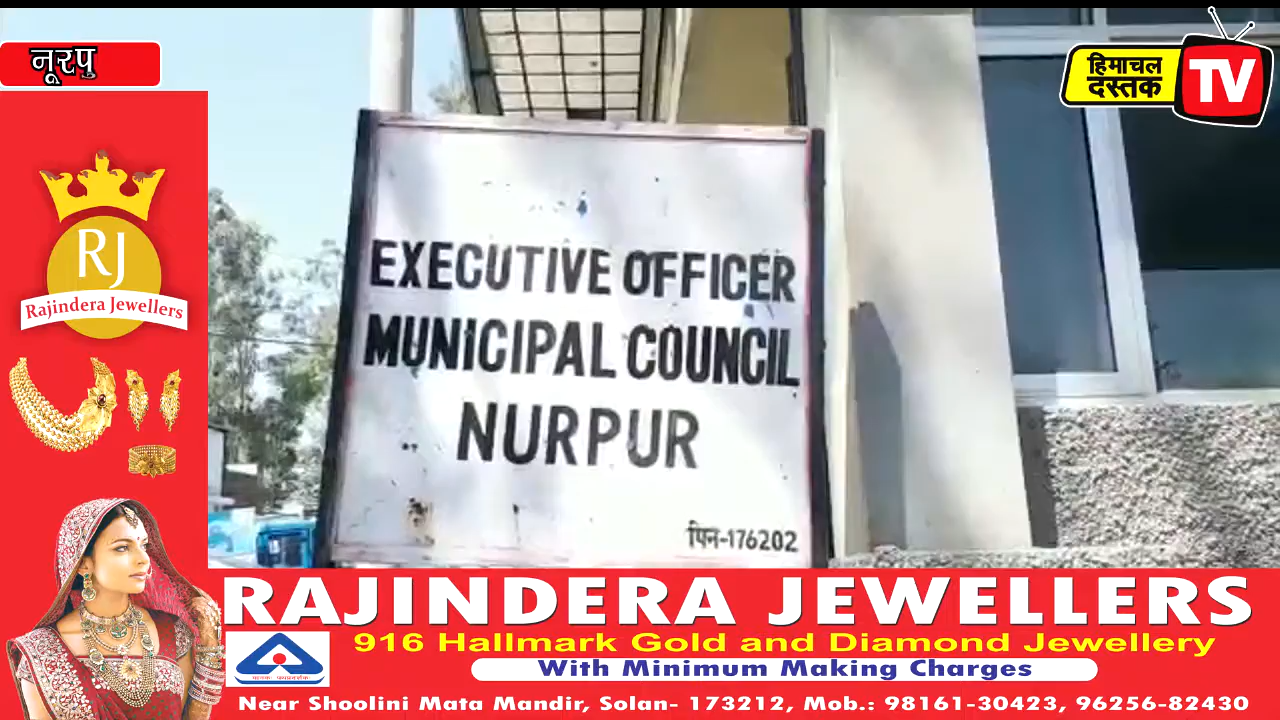 नूरपु
हिमाचल
दस्तक
TV
RJ
Rajindera Jewellers
EXECUTIVE OFFICER
MUNICIPAL COUNCIL
NURPUR
पिन-176202
RAJINDERA JEWELLERS
916 Hallmark Gold and Diamond Jewellery
With Minimum Making Charges
Near Shoolini Mata Mandir, Solan- 173212, Mob.: 98161-30423, 96256-82430